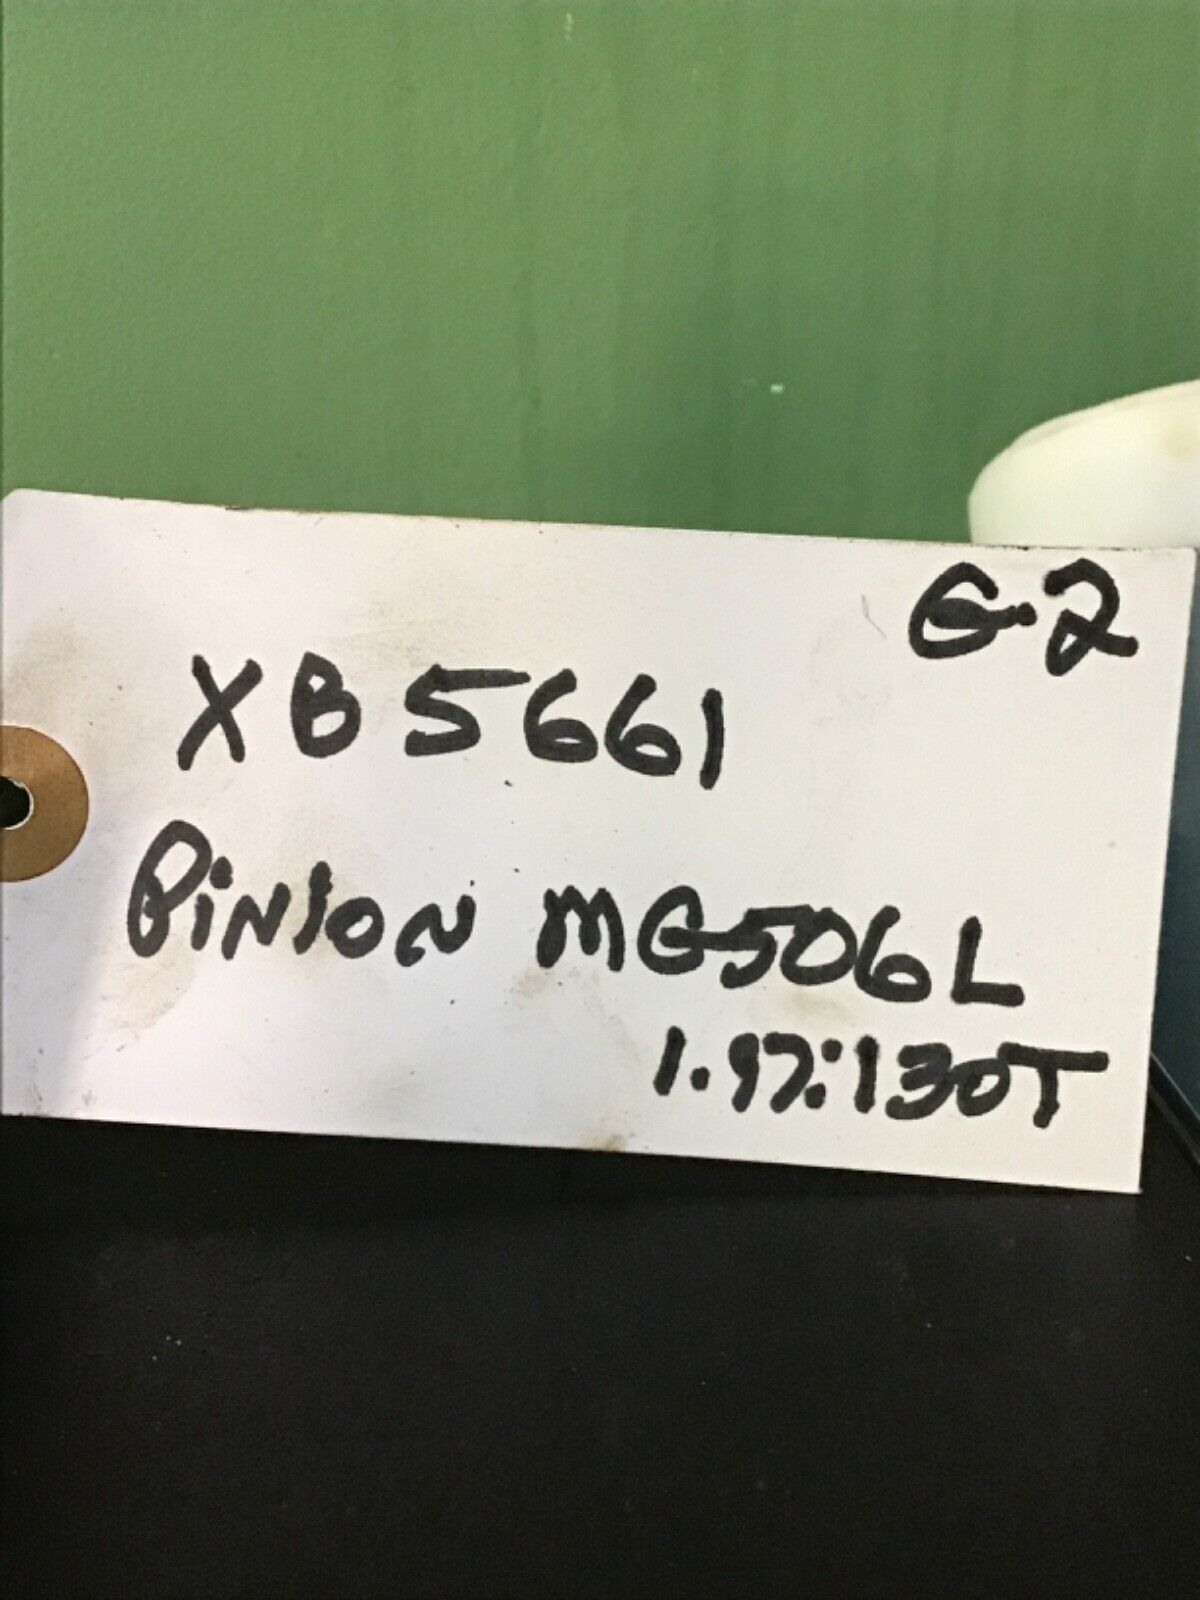 G-2
XB5661
PINION MG506L
1.97:1 30T